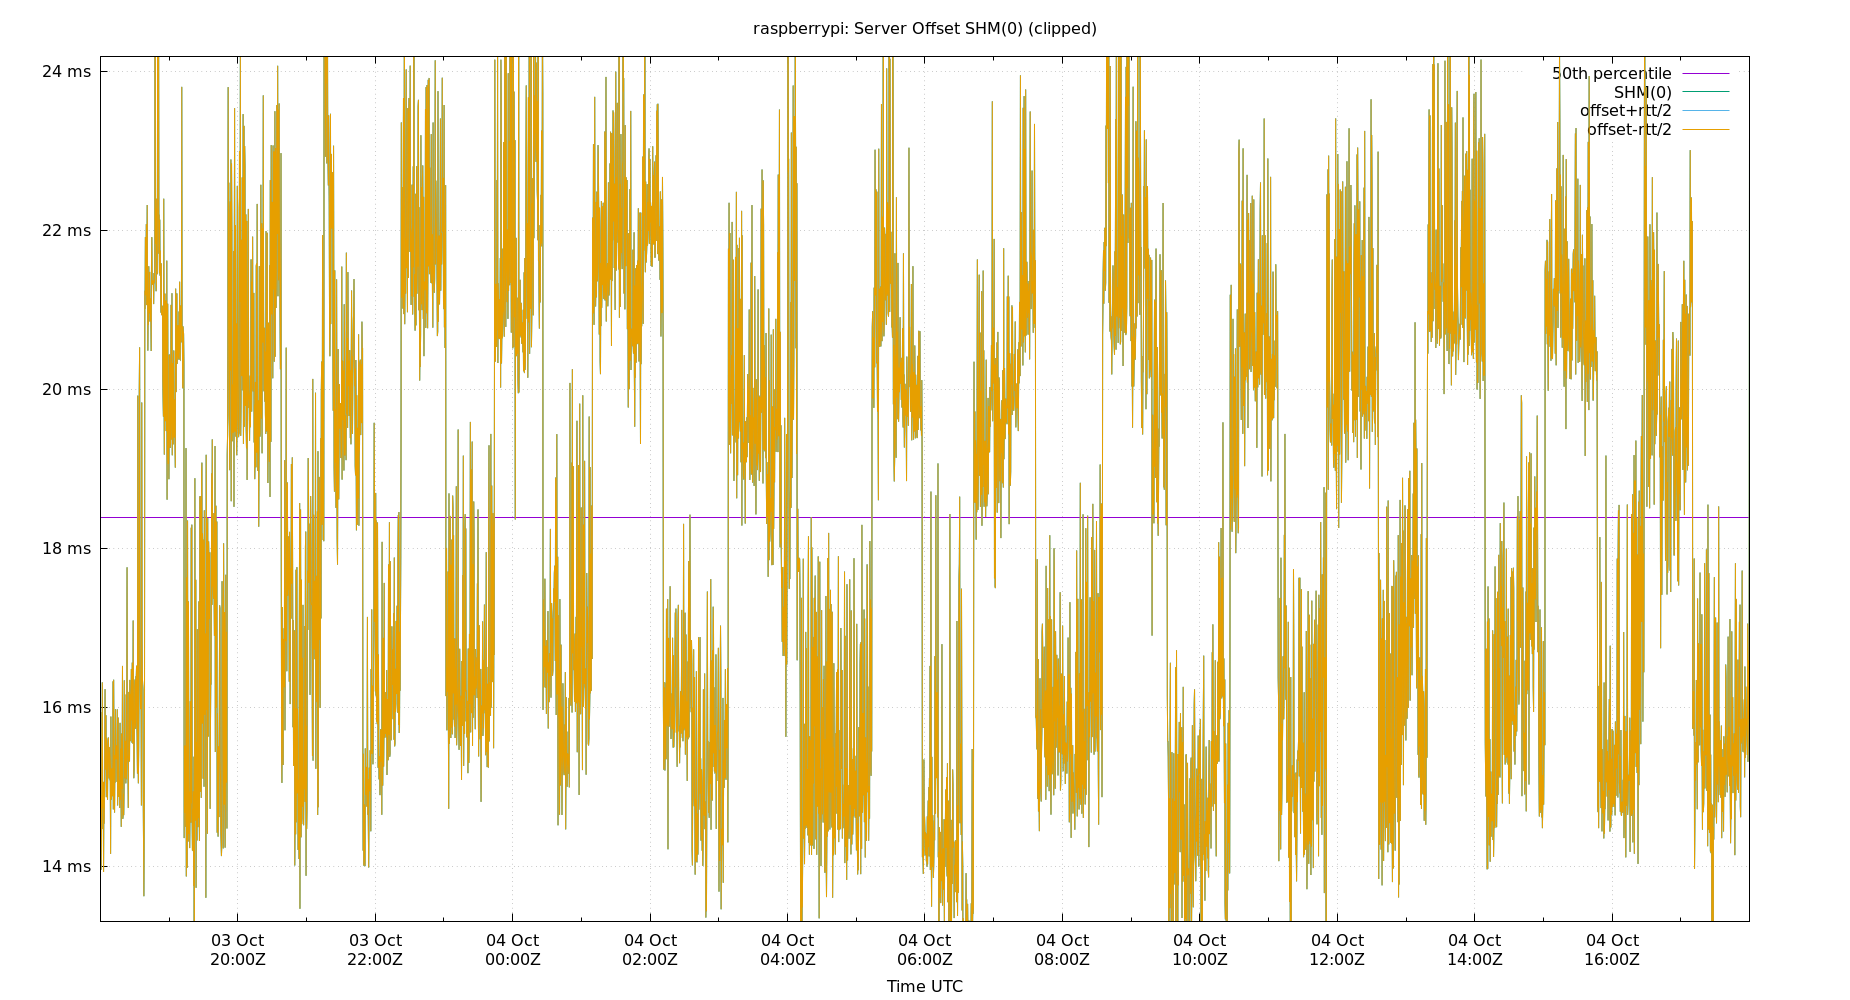 raspberrypi: Server Offset SHM(0) (clipped)
50th percentile
SHM(0)
offset+rtt/2
offset-rtt/2
24 ms
22 ms
20 ms
18 ms
16 ms
14 ms
03 Oct 03 Oct 04 Oct 04 Oct 04 Oct 04 Oct 04 Oct 04 Oct 04 Oct 04 Oct 04 Oct
20:00Z 22:00Z 00:00Z 02:00Z 04:00Z 06:00Z 08:00Z 10:00Z 12:00Z 14:00Z 16:00Z
Time UTC